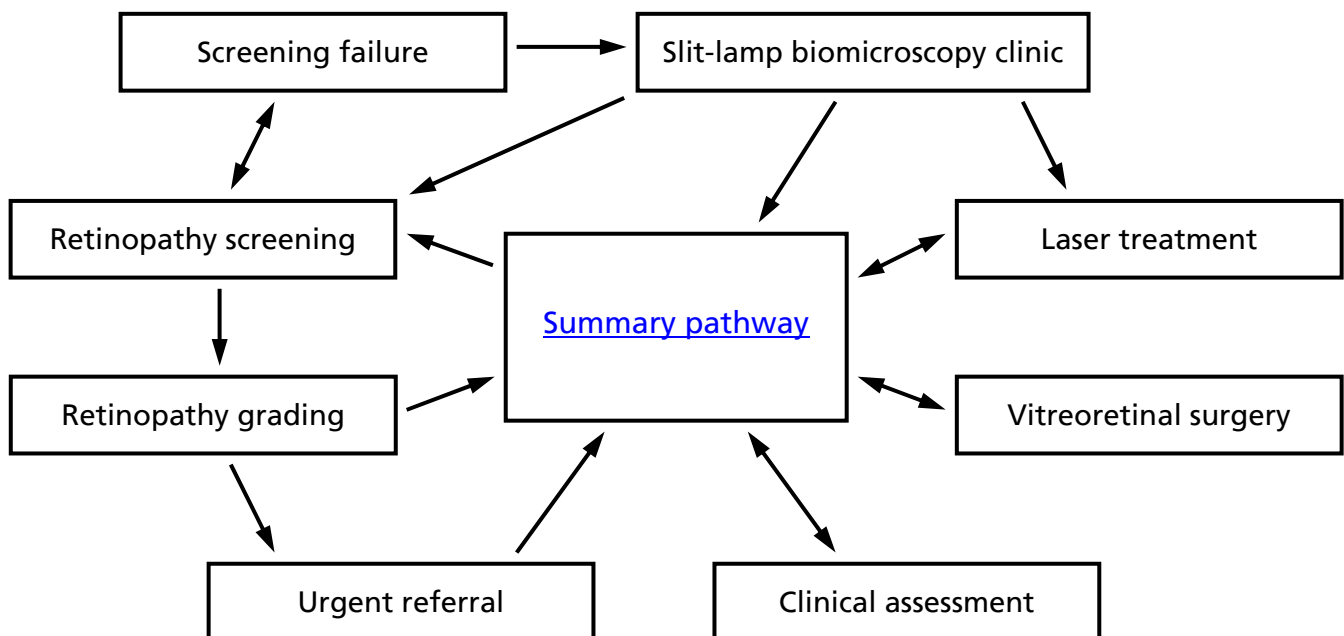 Screening failure
Slit-lamp biomicroscopy clinic
Retinopathy screening
Laser treatment
Summary pathway
Retinopathy grading
Vitreoretinal surgery
Urgent referral
Clinical assessment